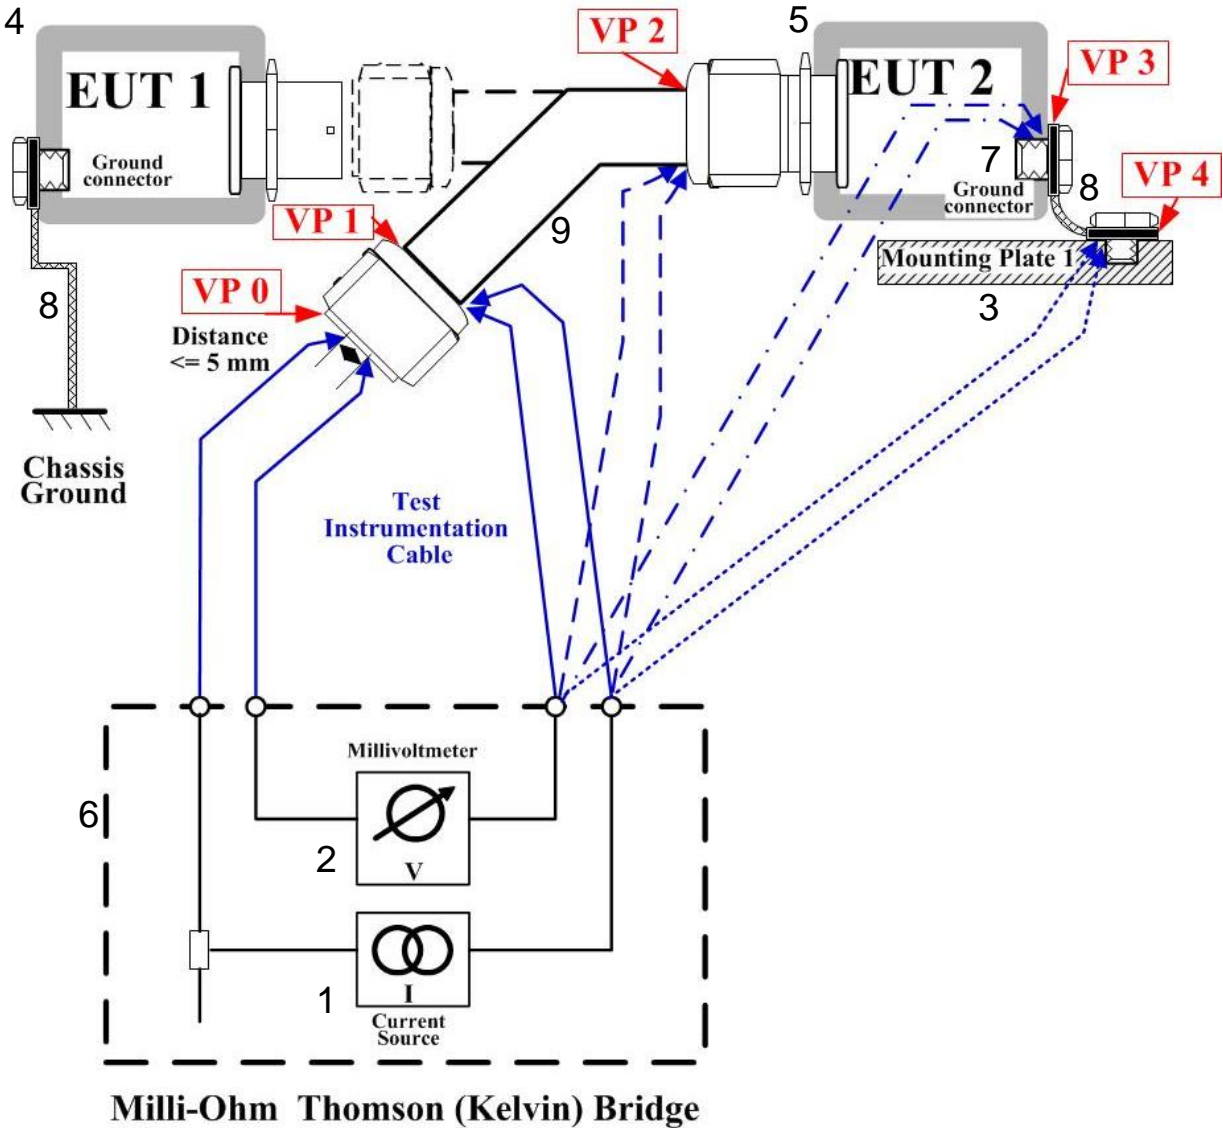 4
VP 2
5
EUT 1
EUT 2
VP 3
Ground
connector
7
Ground
connector
8
VP 4
VP 1
9
Mounting Plate 1
VP 0
8
3
Distance
<= 5 mm
Chassis
Ground
Test
Instrumentation
Cable
Millivoltmeter
6
2
V
1
I
Current
Source
Milli-Ohm Thomson (Kelvin) Bridge